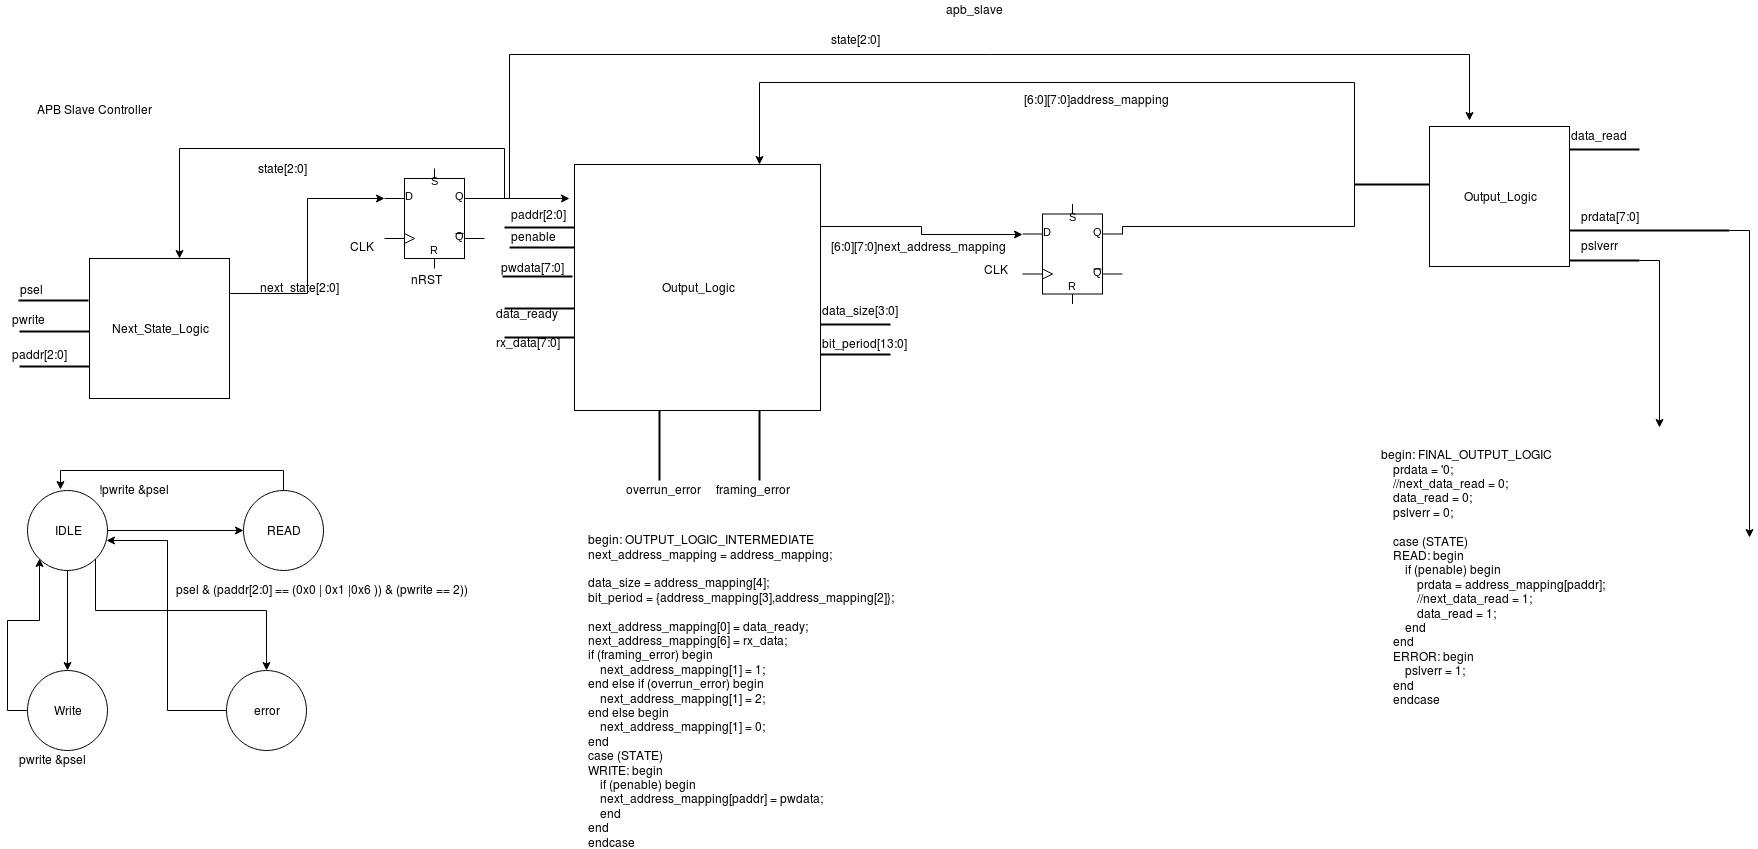 apb_slave
state[2:0]
[6:0][7:0]address_mapping
APB Slave Controller
state[2:0]
S
D
Q
Q
R
CLK
nRST
next_state[2:0]
psel
pwrite
paddr[2:0]
Next_State_Logic
paddr[2:0]
penable
pwdata[7:0]
data_ready
rx_data[7:0]
Output_Logic
overrun_error
framing_error
[6:0][7:0]next_address_mapping
data_size[3:0]
bit_period[13:0]
S
D
Q
Q
R
CLK
Output_Logic
data_read
prdata[7:0]
pslverr
!pwrite &psel
IDLE
READ
psel & (paddr[2:0] == (0x0 | 0x1 |0x6 )) & (pwrite == 2))
Write
error
pwrite &psel
begin: OUTPUT_LOGIC_INTERMEDIATE
next_address_mapping = address_mapping;
data_size = address_mapping[4];
bit_period = {address_mapping[3],address_mapping[2]};
next_address_mapping[0] = data_ready;
next_address_mapping[6] = rx_data;
if (framing_error) begin
next_address_mapping[1] = 1;
end else if (overrun_error) begin
next_address_mapping[1] = 2;
end else begin
next_address_mapping[1] = 0;
end
case (STATE)
WRITE: begin
if (penable) begin
next_address_mapping[paddr] = pwdata;
end
end
endcase
begin: FINAL_OUTPUT_LOGIC
prdata = '0;
//next_data_read = 0;
data_read = 0;
pslverr = 0;
case (STATE)
READ: begin
if (penable) begin
prdata = address_mapping[paddr];
//next_data_read = 1;
data_read = 1;
end
end
ERROR: begin
pslverr = 1;
end
endcase